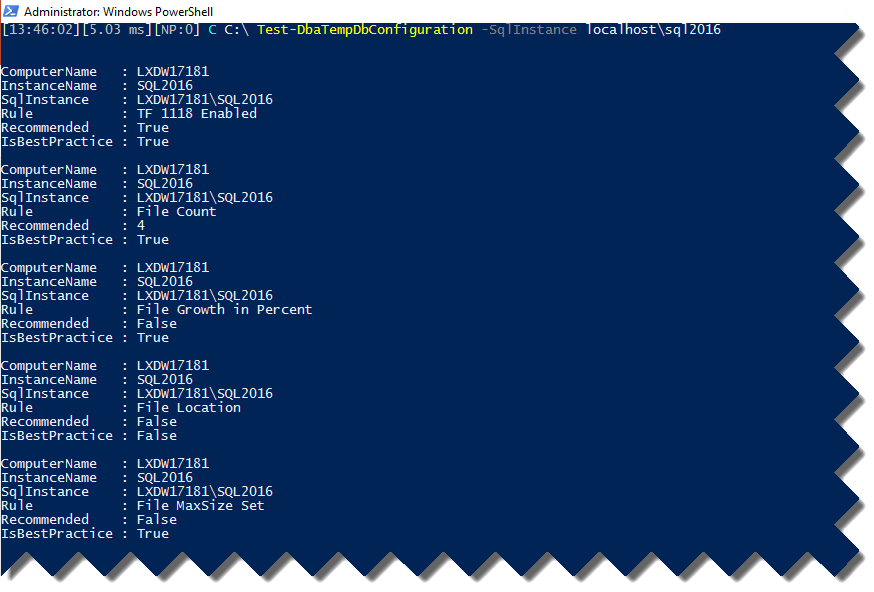 Administrator: Windows PowerShell
[13:46:02][5.03 ms][NP:0] C C:\ Test-DbaTempDbConfiguration -SqlInstance localhost\sql2016
ComputerName   : LXDW17181
InstanceName   : SQL2016
SqlInstance    : LXDW17181\SQL2016
Rule           : TF 1118 Enabled
Recommended    : True
IsBestPractice : True
ComputerName   : LXDW17181
InstanceName   : SQL2016
SqlInstance    : LXDW17181\SQL2016
Rule           : File Count
Recommended    : 4
IsBestPractice : True
ComputerName   : LXDW17181
InstanceName   : SQL2016
SqlInstance    : LXDW17181\SQL2016
Rule           : File Growth in Percent
Recommended    : False
IsBestPractice : True
ComputerName   : LXDW17181
InstanceName   : SQL2016
SqlInstance    : LXDW17181\SQL2016
Rule           : File Location
Recommended    : False
IsBestPractice : False
ComputerName   : LXDW17181
InstanceName   : SQL2016
SqlInstance    : LXDW17181\SQL2016
Rule           : File MaxSize Set
Recommended    : False
IsBestPractice : True